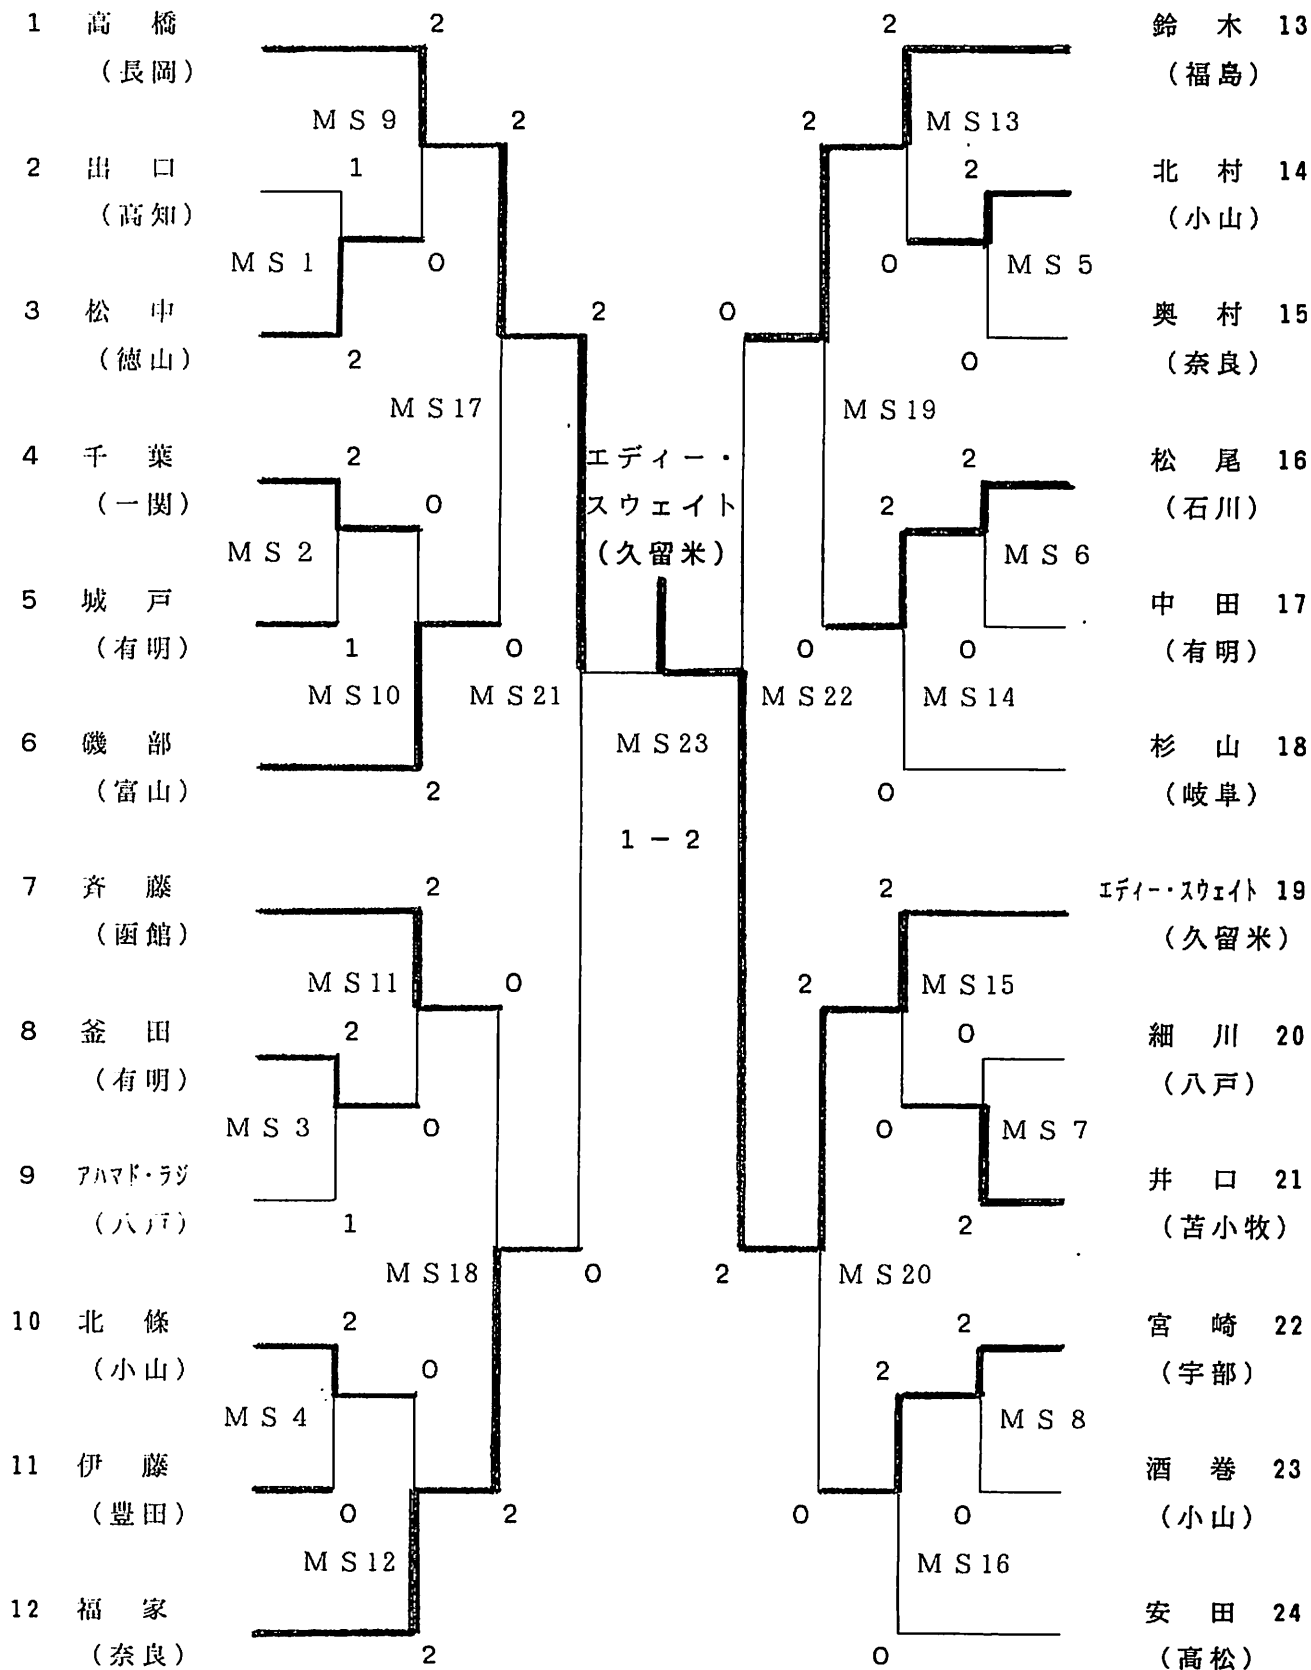 1 高橋 2 2 鈴木 13
(長岡) (福島)
MS9 2 2 MS13
2 出口 1 2 北村 14
(高知) (小山)
MS1 0 0 MS5
3 松中 2 0 奥村 15
(徳山) 2 0 (奈良)
MS17 MS19
4 千葉 2 エディー・ 2 松尾 16
(一関) 0 スウェイト 2 (石川)
MS2 (久留米) MS6
5 城戸 中田 17
(有明) 1 0 0 0 (有明)
MS10 MS21 MS22 MS14
6 磯部 MS23 杉山 18
(富山) 2 0 (岐阜)
1-2
7 斉藤 2 2 エディー・スウェイト 19
(函館) (久留米)
MS11 0 2 MS15
8 釜田 2 0 細川 20
(有明) (八戸)
MS3 0 0 MS7
9 アハマド・ラジ 井口 21
(八戸) 1 2 (苫小牧)
MS18 0 2 MS20
10 北條 2 2 宮崎 22
(小山) 0 2 (宇部)
MS4 MS8
11 伊藤 酒巻 23
(豊田) 0 2 0 0 (小山)
MS12 MS16
12 福家 安田 24
(奈良) 2 0 (高松)